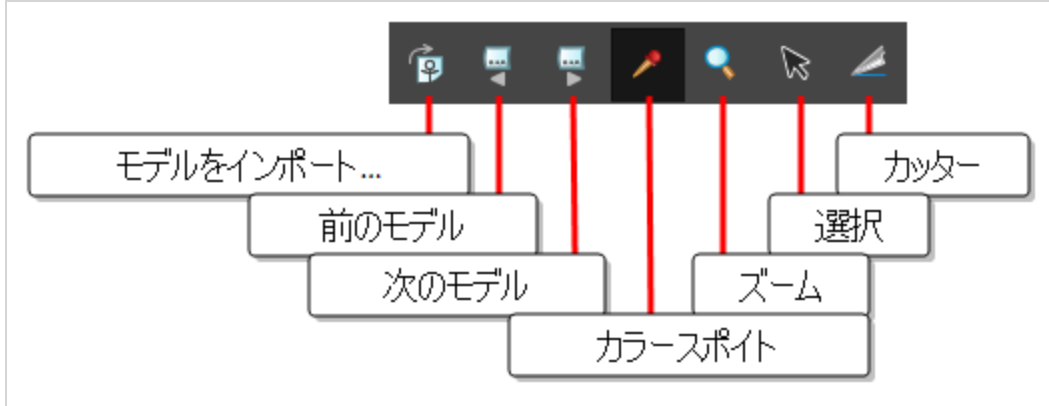 モデルをインポート...
カッター
前のモデル
選択
次のモデル
ズーム
カラースポイト